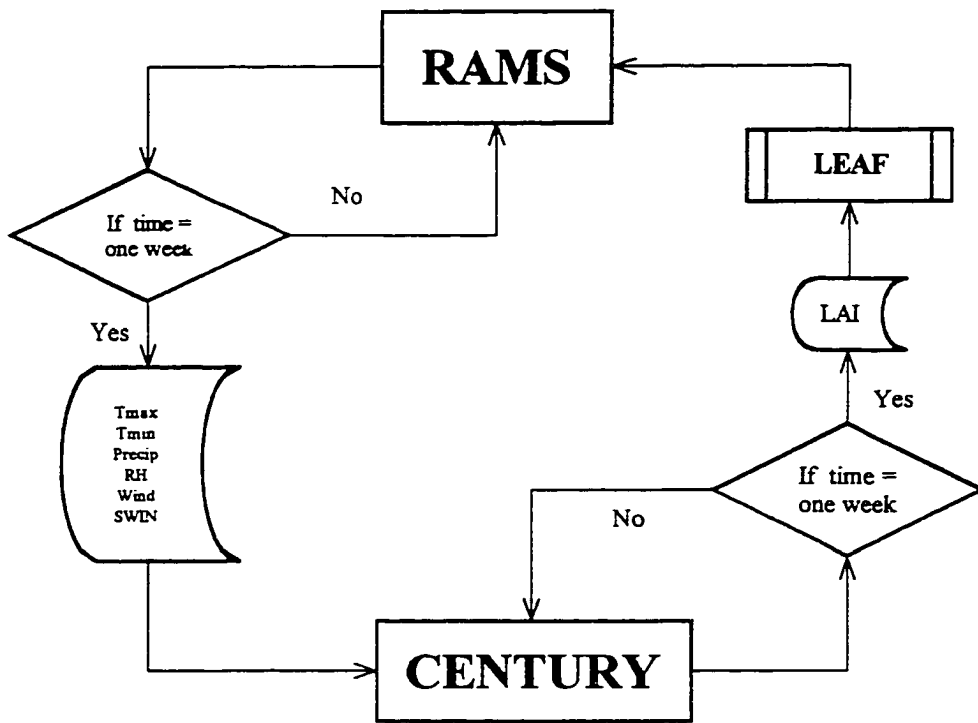 RAMS
LEAF
No
If time =
one week
Yes
LAI
Tmax
Tmin
Precip
RH
Wind
SWIN
Yes
If time =
one week
No
CENTURY